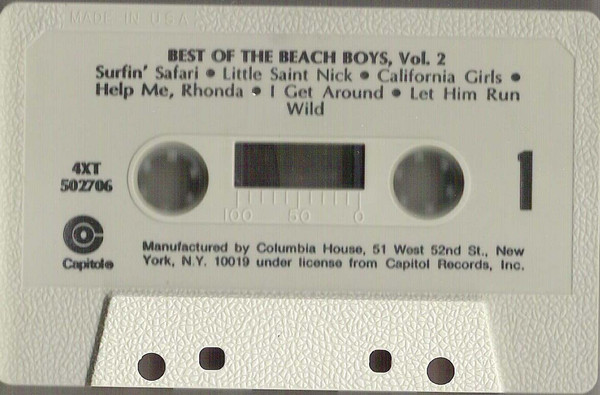 MADE IN U.S.A.
BEST OF THE BEACH BOYS, Vol. 2
Surfin' Safari • Little Saint Nick • California Girls •
Help Me, Rhonda • I Get Around • Let Him Run
Wild
4XT
502706
1
100 50 0
Capitol®
Manufactured by Columbia House, 51 West 52nd St., New
York, N.Y. 10019 under license from Capitol Records, Inc.